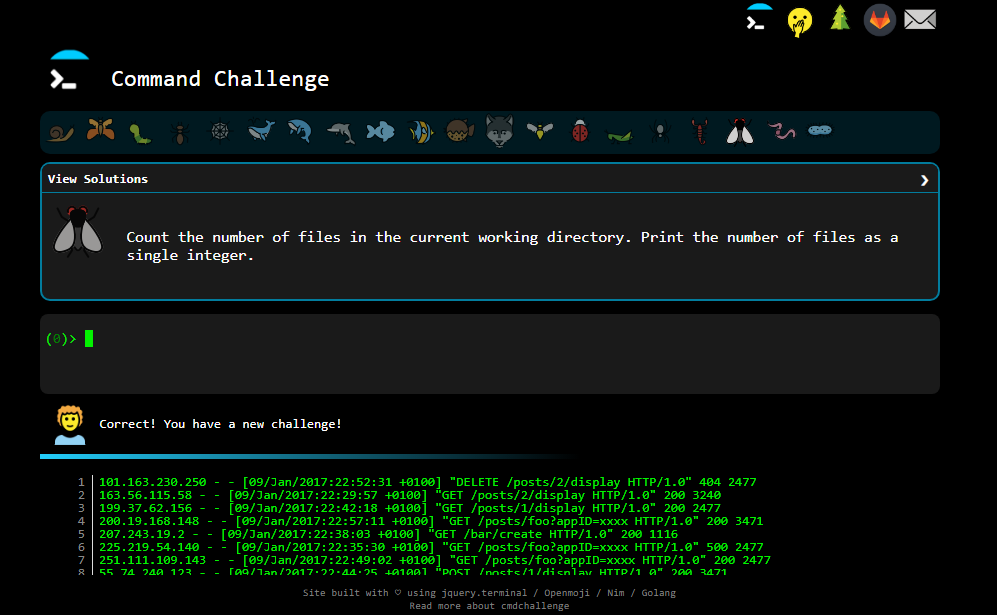 Command Challenge
View Solutions
Count the number of files in the current working directory. Print the number of files as a
single integer.
(0)>
Correct! You have a new challenge!
1 101.163.230.250 - - [09/Jan/2017:22:52:31 +0100] "DELETE /posts/2/display HTTP/1.0" 404 2477
2 163.56.115.58 - - [09/Jan/2017:22:29:57 +0100] "GET /posts/2/display HTTP/1.0" 200 3240
3 199.37.62.156 - - [09/Jan/2017:22:42:18 +0100] "GET /posts/1/display HTTP/1.0" 200 2477
4 200.19.168.148 - - [09/Jan/2017:22:57:11 +0100] "GET /posts/foo?appID=xxxx HTTP/1.0" 200 3471
5 207.243.19.2 - - [09/Jan/2017:22:38:03 +0100] "GET /bar/create HTTP/1.0" 200 1116
6 225.219.54.140 - - [09/Jan/2017:22:35:30 +0100] "GET /posts/foo?appID=xxxx HTTP/1.0" 500 2477
7 251.111.109.143 - - [09/Jan/2017:22:49:02 +0100] "GET /posts/foo?appID=xxxx HTTP/1.0" 200 2477
8 55.74.240.123 - - [09/Jan/2017:22:44:25 +0100] "POST /posts/1/display HTTP/1.0" 200 3471
Site built with ♡ using jquery.terminal / Openmoji / Nim / Golang
Read more about cmdchallenge